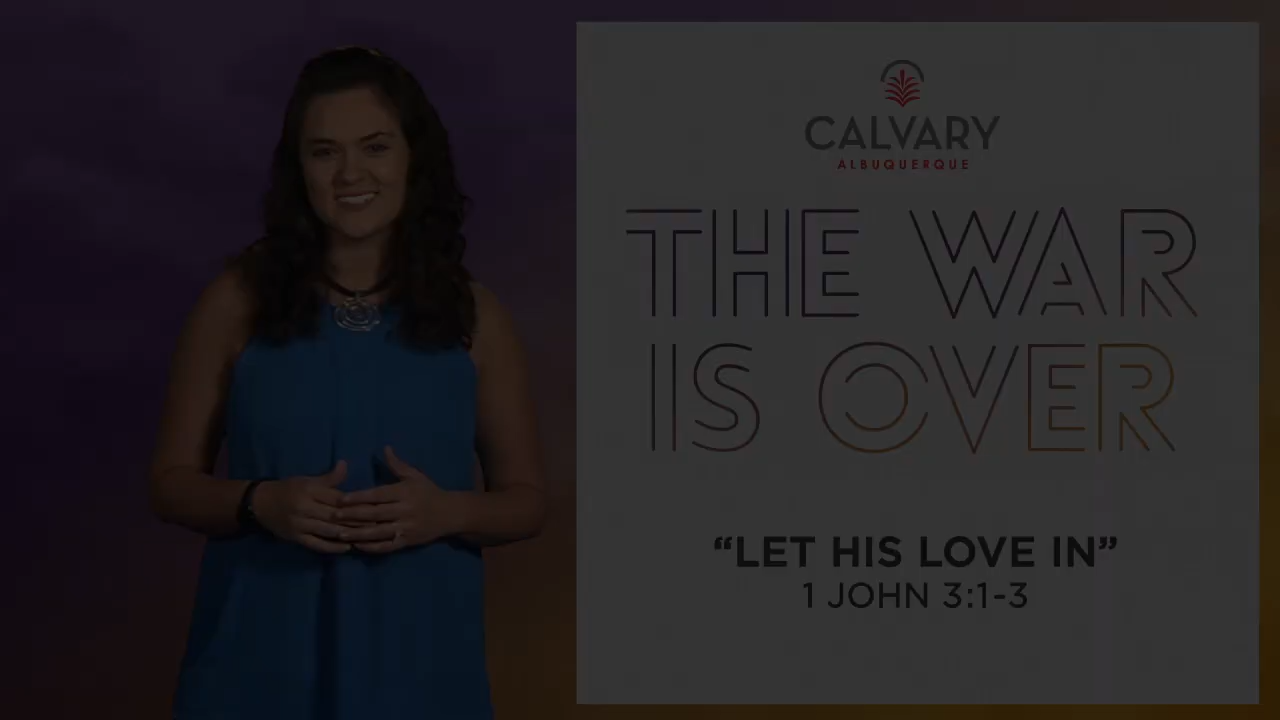 CALVARY
ALBUQUERQUE
THE WAR
IS OVER
“LET HIS LOVE IN”
1 JOHN 3:1-3